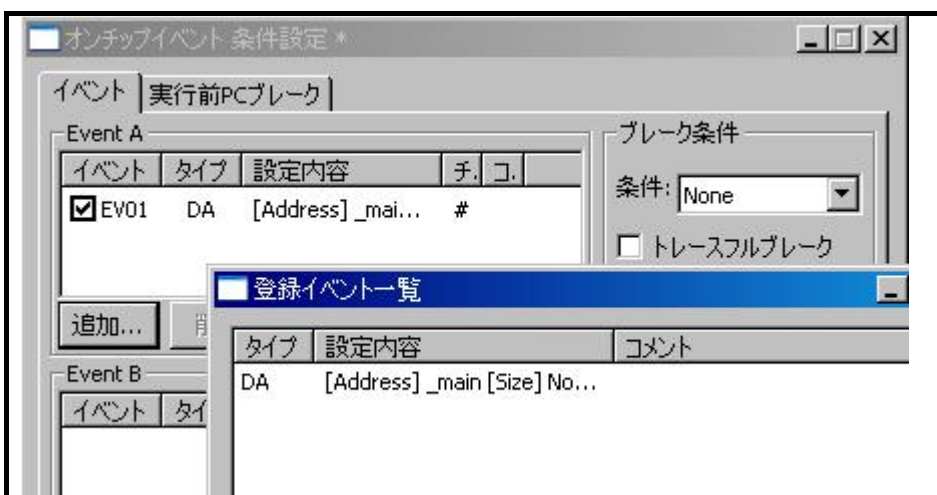 オンチップイベント 条件設定 *
イベント 実行前PCブレーク
Event A
イベント タイプ 設定内容 チ. コ.
EV01 DA [Address] _mai... #
追加... 削
Event B
イベント タイ
ブレーク条件
条件: None
トレースフルブレーク
登録イベント一覧
タイプ 設定内容 コメント
DA [Address] _main [Size] No...